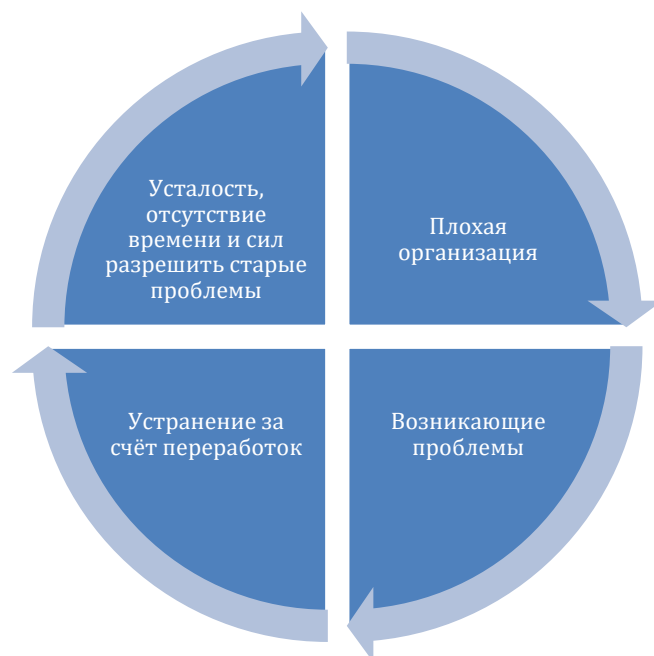 Усталость,
отсутствие
времени и сил
разрешить старые
проблемы
Плохая
организация
Устранение за
счёт переработок
Возникающие
проблемы